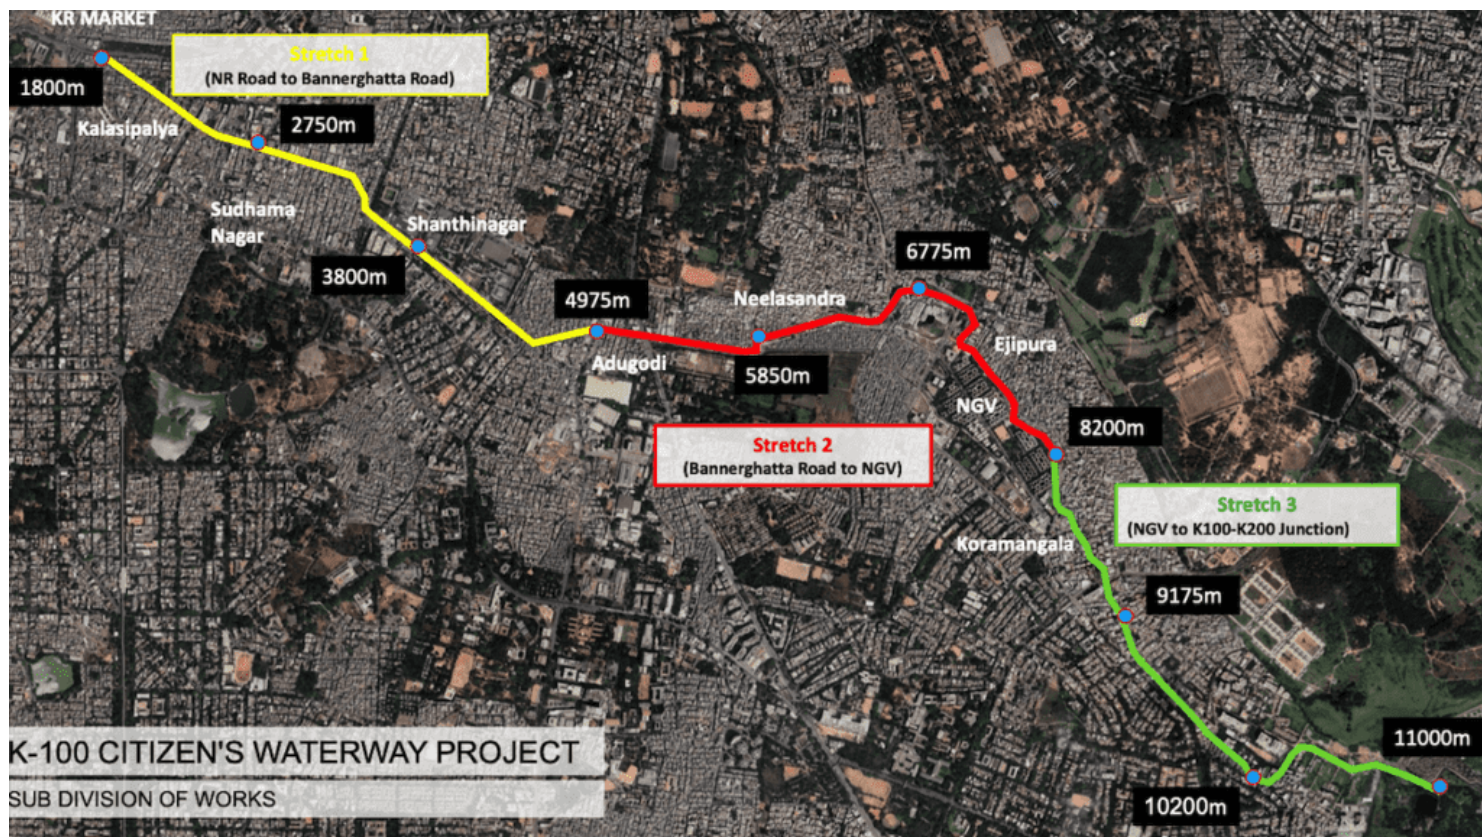 KR MARKET
Stretch 1
(NR Road to Bannerghatta Road)
1800m
2750m
Kalasipalya
Sudhama
Nagar
Shanthinagar
3800m
4975m
Neelasandra
6775m
Adugodi
5850m
Ejipura
NGV
8200m
Stretch 2
(Bannerghatta Road to NGV)
Stretch 3
(NGV to K100-K200 Junction)
Koramangala
9175m
11000m
10200m
K-100 CITIZEN'S WATERWAY PROJECT
SUB DIVISION OF WORKS